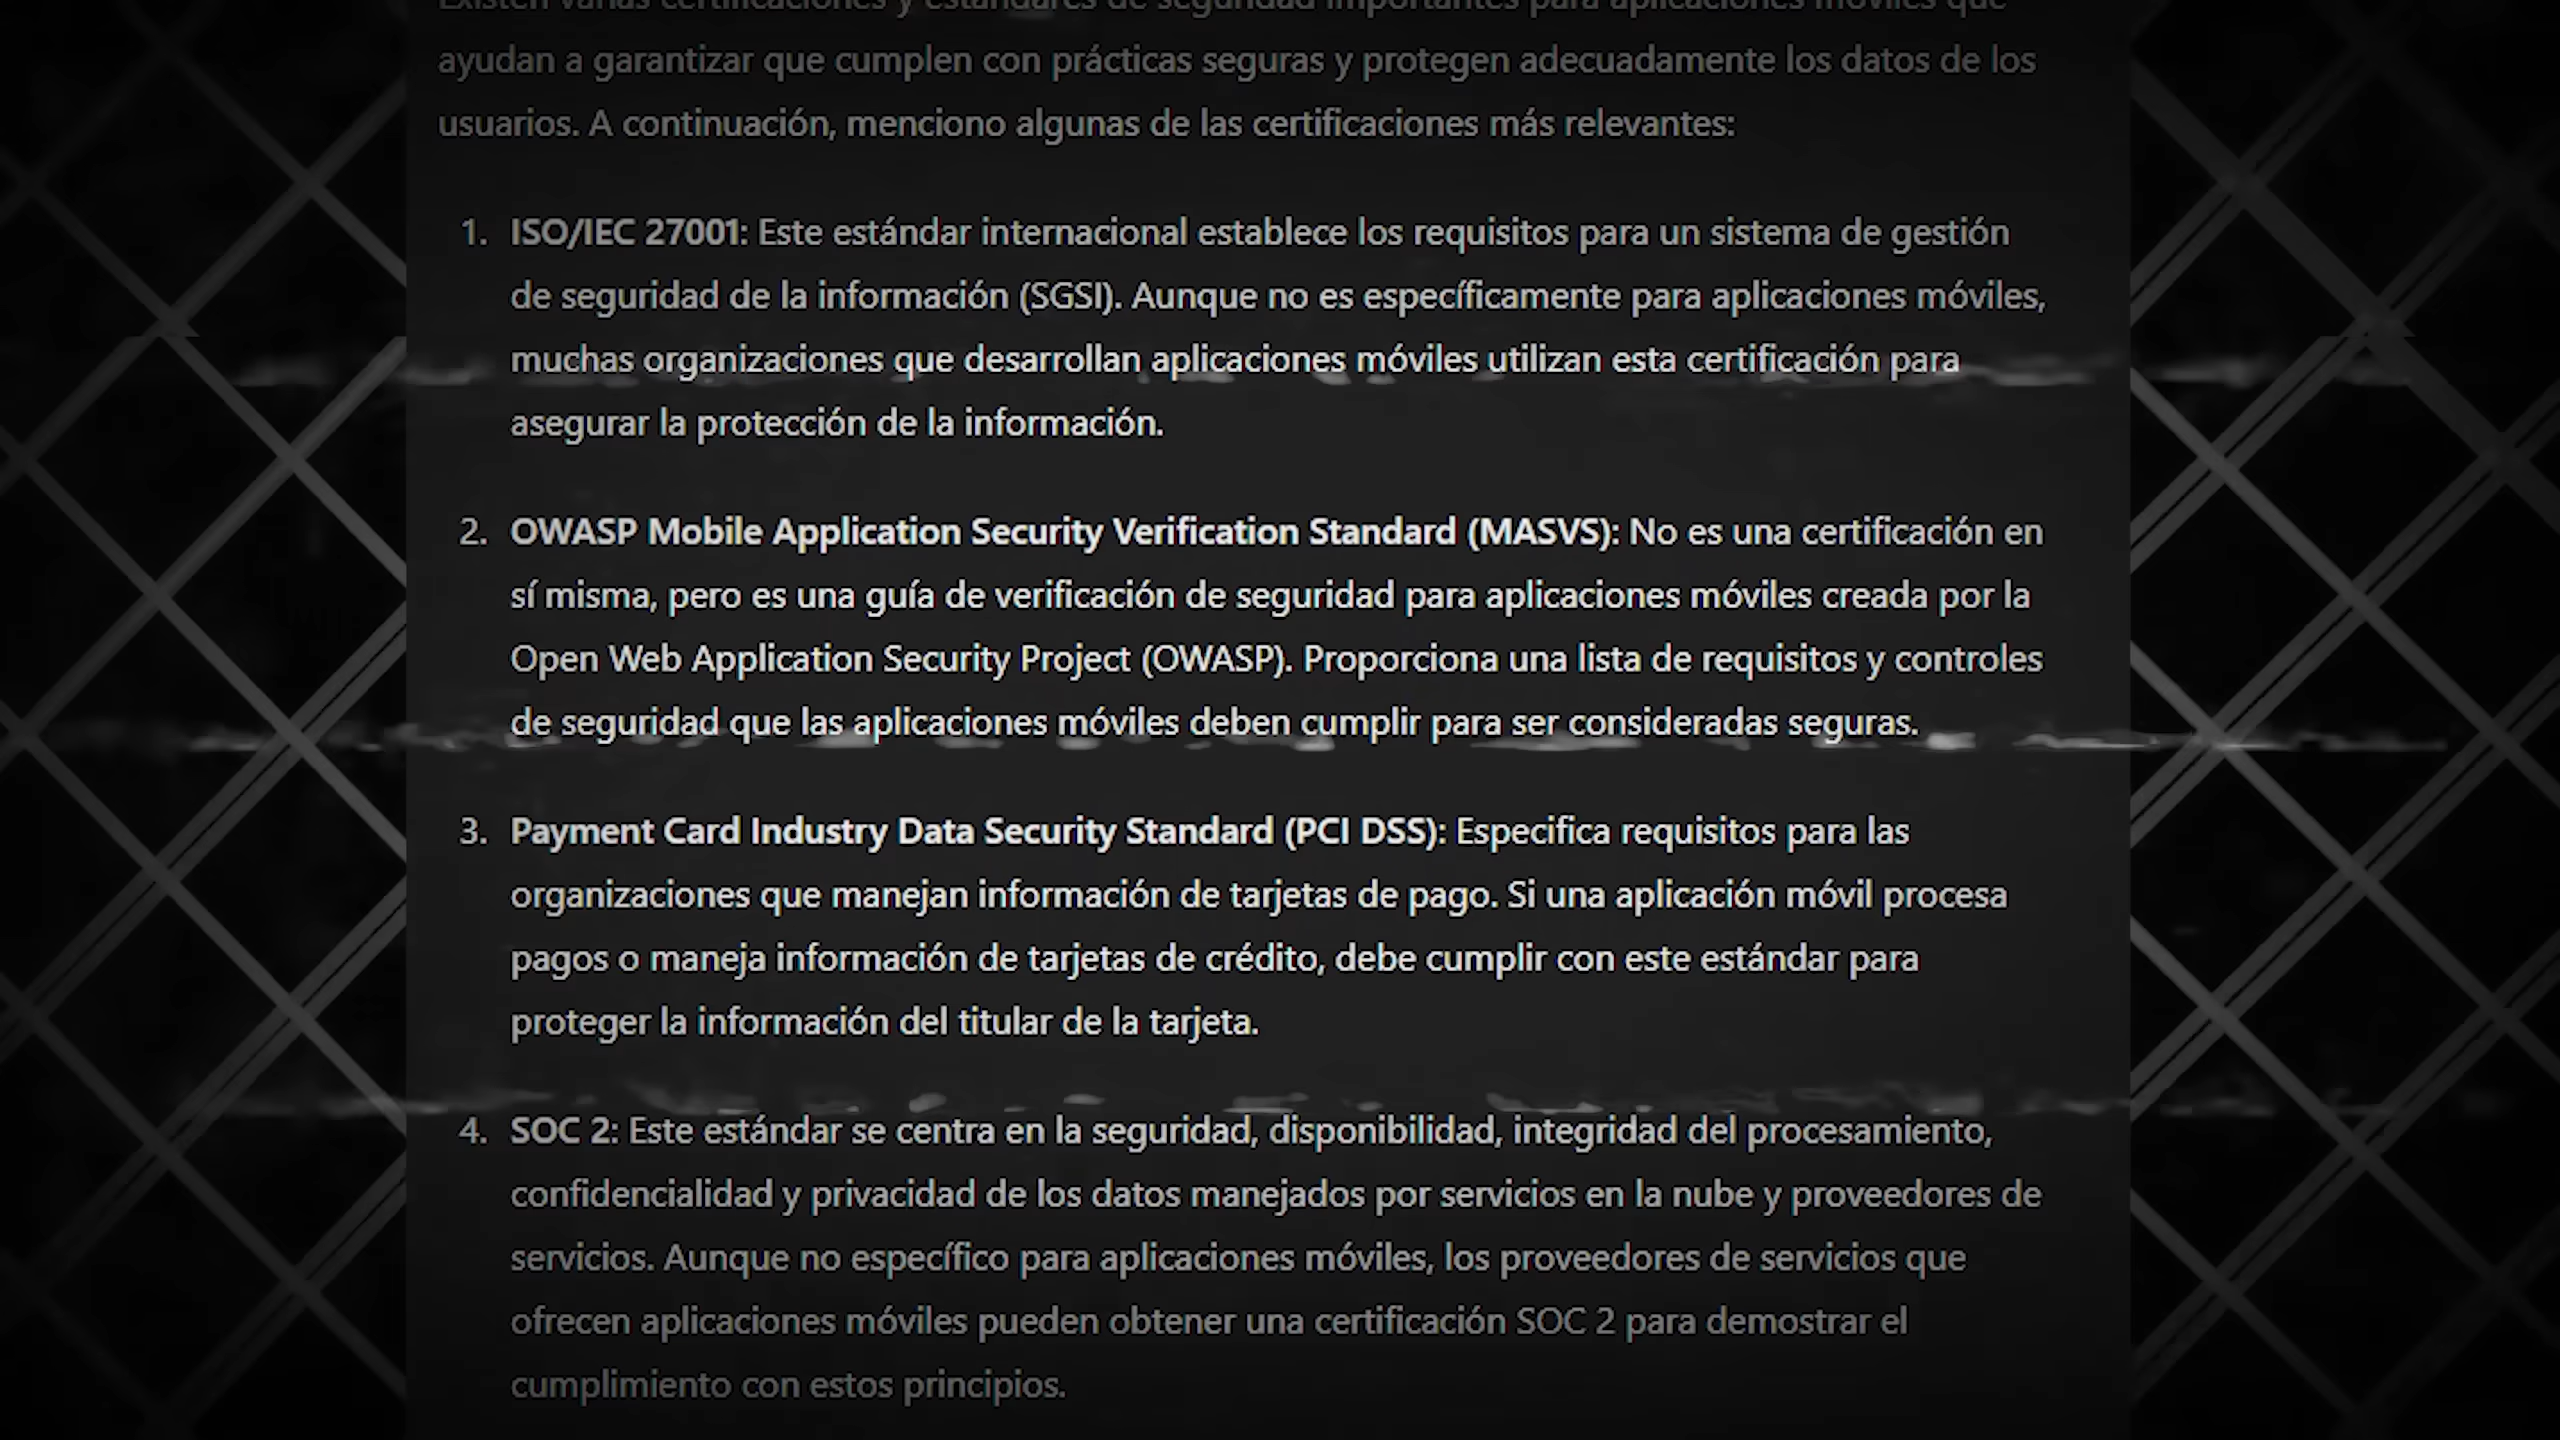 Existen varias certificaciones y estándares de seguridad importantes para aplicaciones móviles que
ayudan a garantizar que cumplen con prácticas seguras y protegen adecuadamente los datos de los
usuarios. A continuación, menciono algunas de las certificaciones más relevantes:
1. ISO/IEC 27001: Este estándar internacional establece los requisitos para un sistema de gestión
de seguridad de la información (SGSI). Aunque no es específicamente para aplicaciones móviles,
muchas organizaciones que desarrollan aplicaciones móviles utilizan esta certificación para
asegurar la protección de la información.
2. OWASP Mobile Application Security Verification Standard (MASVS): No es una certificación en
sí misma, pero es una guía de verificación de seguridad para aplicaciones móviles creada por la
Open Web Application Security Project (OWASP). Proporciona una lista de requisitos y controles
de seguridad que las aplicaciones móviles deben cumplir para ser consideradas seguras.
3. Payment Card Industry Data Security Standard (PCI DSS): Especifica requisitos para las
organizaciones que manejan información de tarjetas de pago. Si una aplicación móvil procesa
pagos o maneja información de tarjetas de crédito, debe cumplir con este estándar para
proteger la información del titular de la tarjeta.
4. SOC 2: Este estándar se centra en la seguridad, disponibilidad, integridad del procesamiento,
confidencialidad y privacidad de los datos manejados por servicios en la nube y proveedores de
servicios. Aunque no específico para aplicaciones móviles, los proveedores de servicios que
ofrecen aplicaciones móviles pueden obtener una certificación SOC 2 para demostrar el
cumplimiento con estos principios.